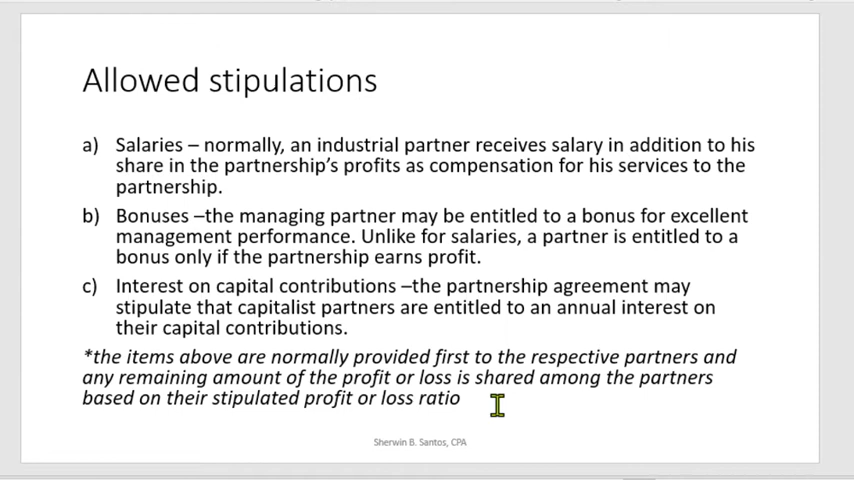 Allowed stipulations
a) Salaries – normally, an industrial partner receives salary in addition to his
share in the partnership’s profits as compensation for his services to the
partnership.
b) Bonuses –the managing partner may be entitled to a bonus for excellent
management performance. Unlike for salaries, a partner is entitled to a
bonus only if the partnership earns profit.
c) Interest on capital contributions –the partnership agreement may
stipulate that capitalist partners are entitled to an annual interest on
their capital contributions.
*the items above are normally provided first to the respective partners and
any remaining amount of the profit or loss is shared among the partners
based on their stipulated profit or loss ratio
Sherwin B. Santos, CPA